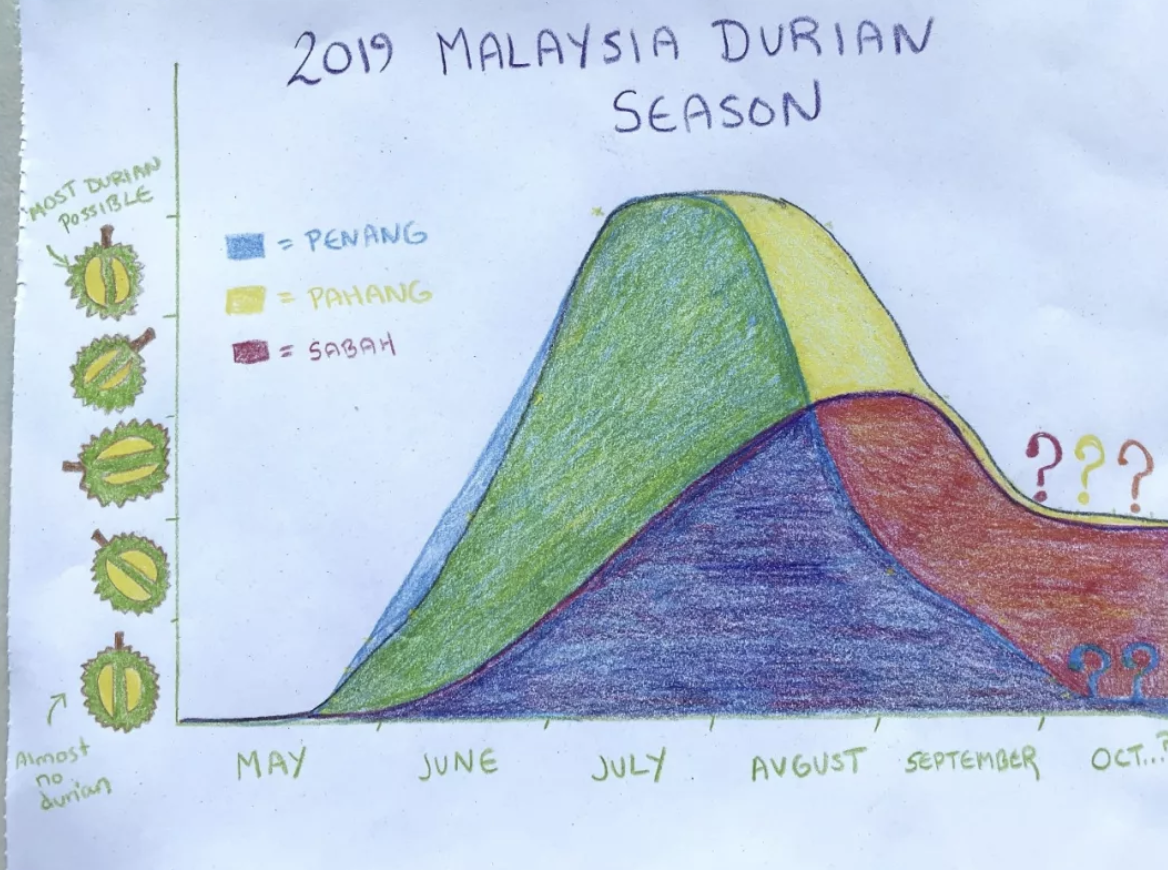 2019 MALAYSIA DURIAN
SEASON
MOST DURIAN
POSSIBLE
= PENANG
= PAHANG
= SABAH
? ? ?
? ?
Almost
no
durian
MAY JUNE JULY AUGUST SEPTEMBER OCT...?